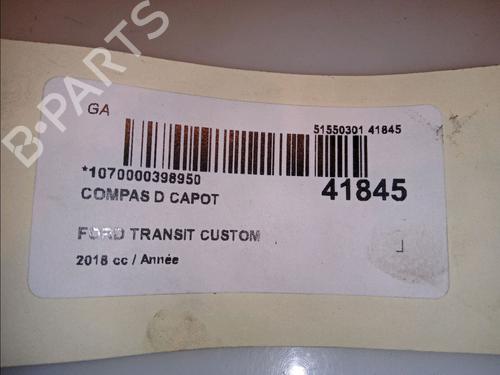 B-PARTS
GA
51550301 41845
*1070000398950
41845
COMPAS D CAPOT
FORD TRANSIT CUSTOM
2018 cc / Année